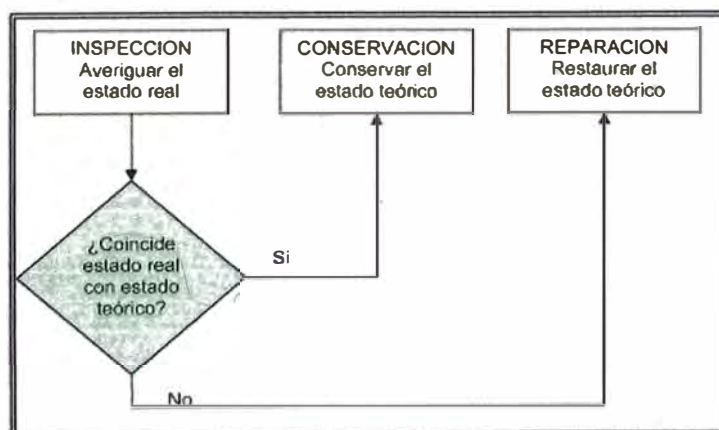 INSPECCION
Averiguar el
estado real
CONSERVACION
Conservar el
estado teórico
REPARACION
Restaurar el
estado teórico
¿Coincide
estado real
con estado
teórico?
Si
No